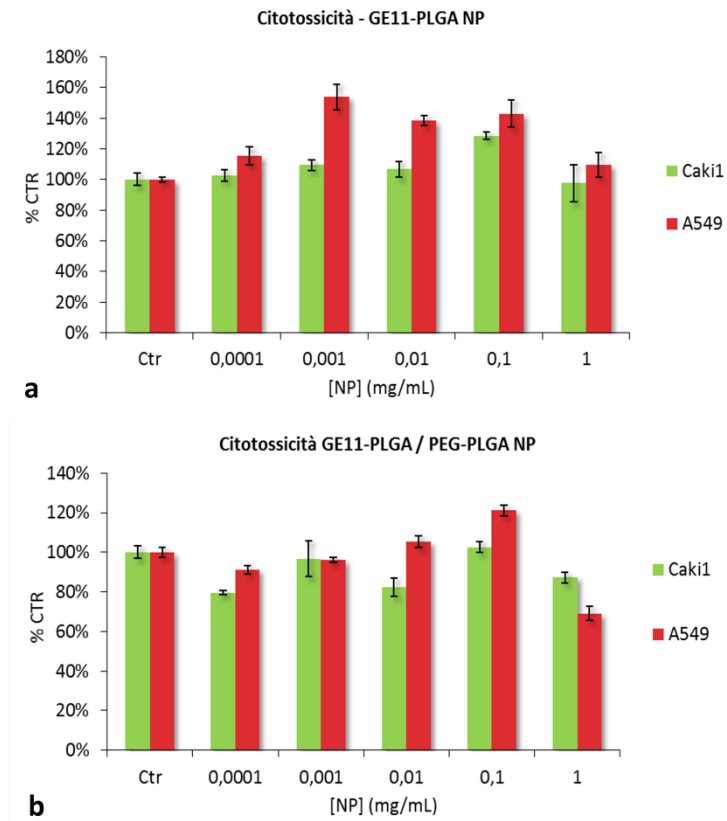 Citotossicità - GE11-PLGA NP
180%
160%
140%
120%
100%
80%
60%
40%
20%
0%
% CTR
Ctr 0,0001 0,001 0,01 0,1 1
[NP] (mg/mL)
Caki1
A549
a
Citotossicità GE11-PLGA / PEG-PLGA NP
140%
120%
100%
80%
60%
40%
20%
0%
% CTR
Ctr 0,0001 0,001 0,01 0,1 1
[NP] (mg/mL)
Caki1
A549
b